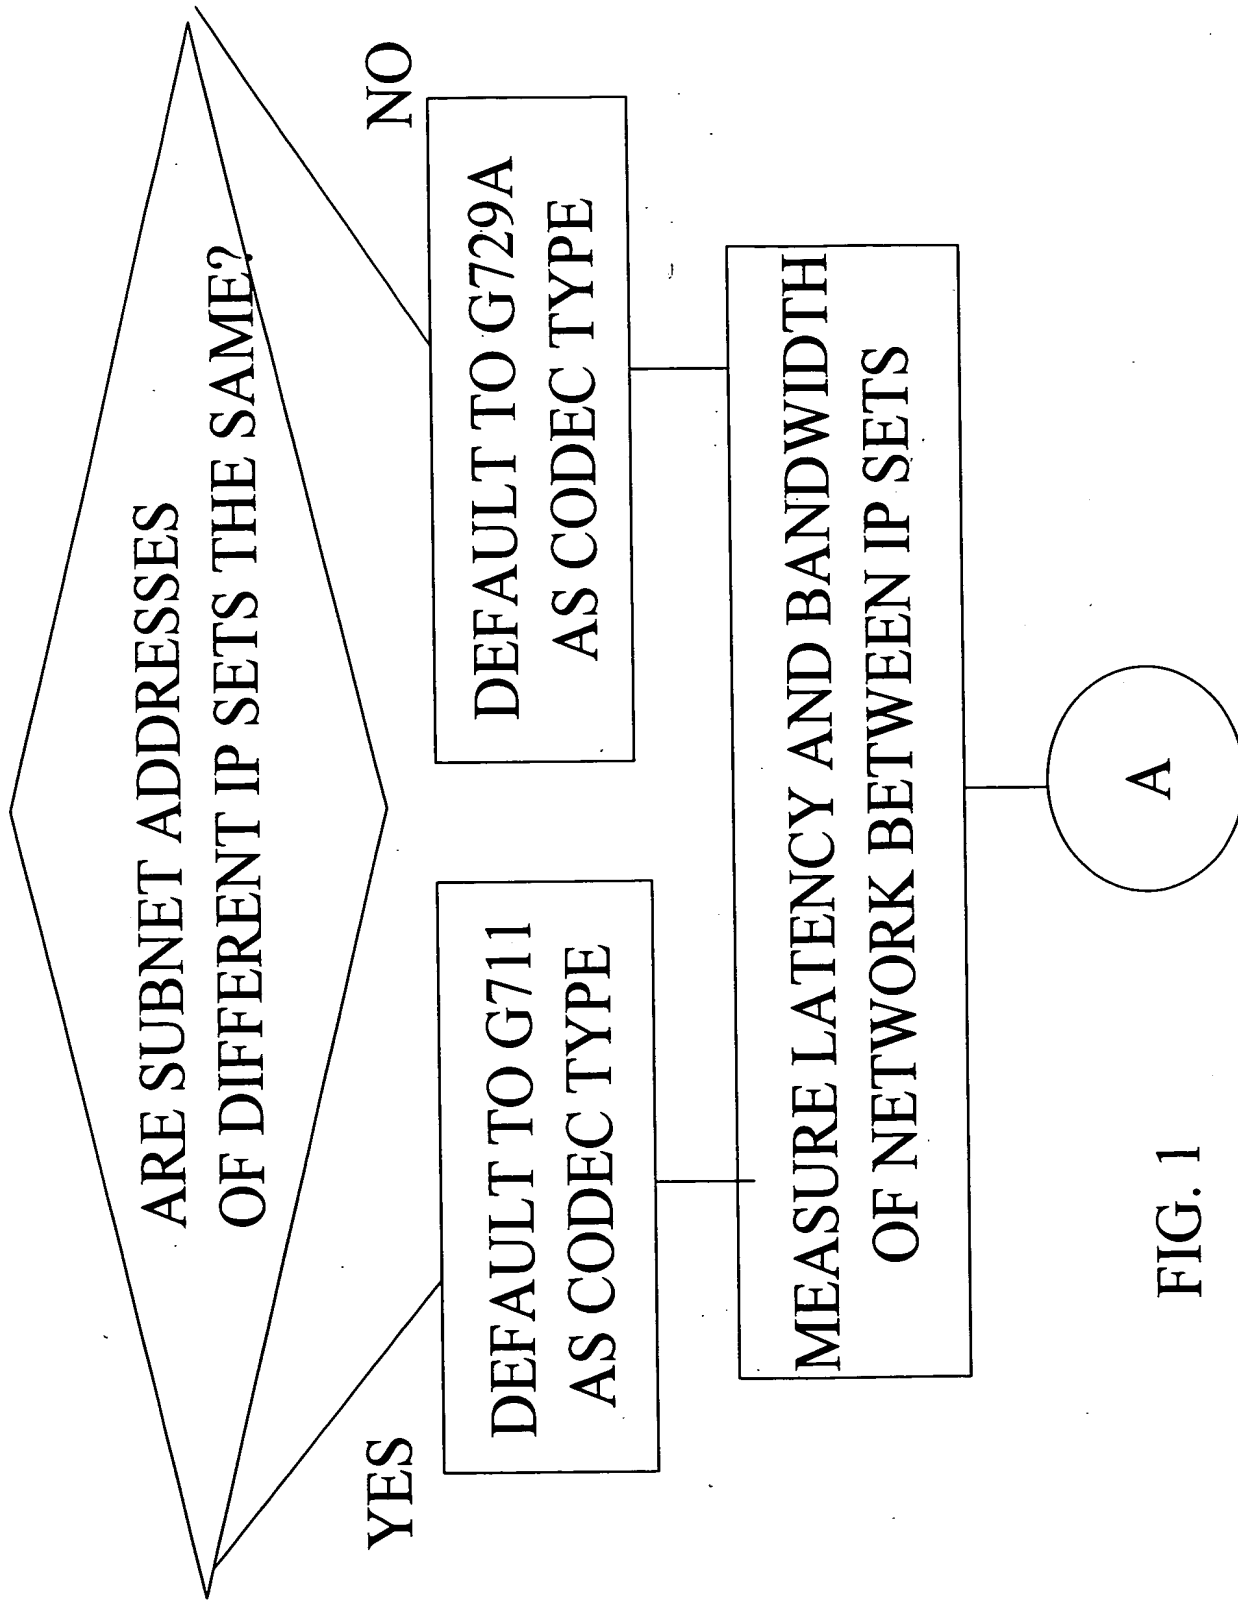 ARE SUBNET ADDRESSES
OF DIFFERENT IP SETS THE SAME?
YES
NO
DEFAULT TO G711
AS CODEC TYPE
DEFAULT TO G729A
AS CODEC TYPE
MEASURE LATENCY AND BANDWIDTH
OF NETWORK BETWEEN IP SETS
A
FIG. 1